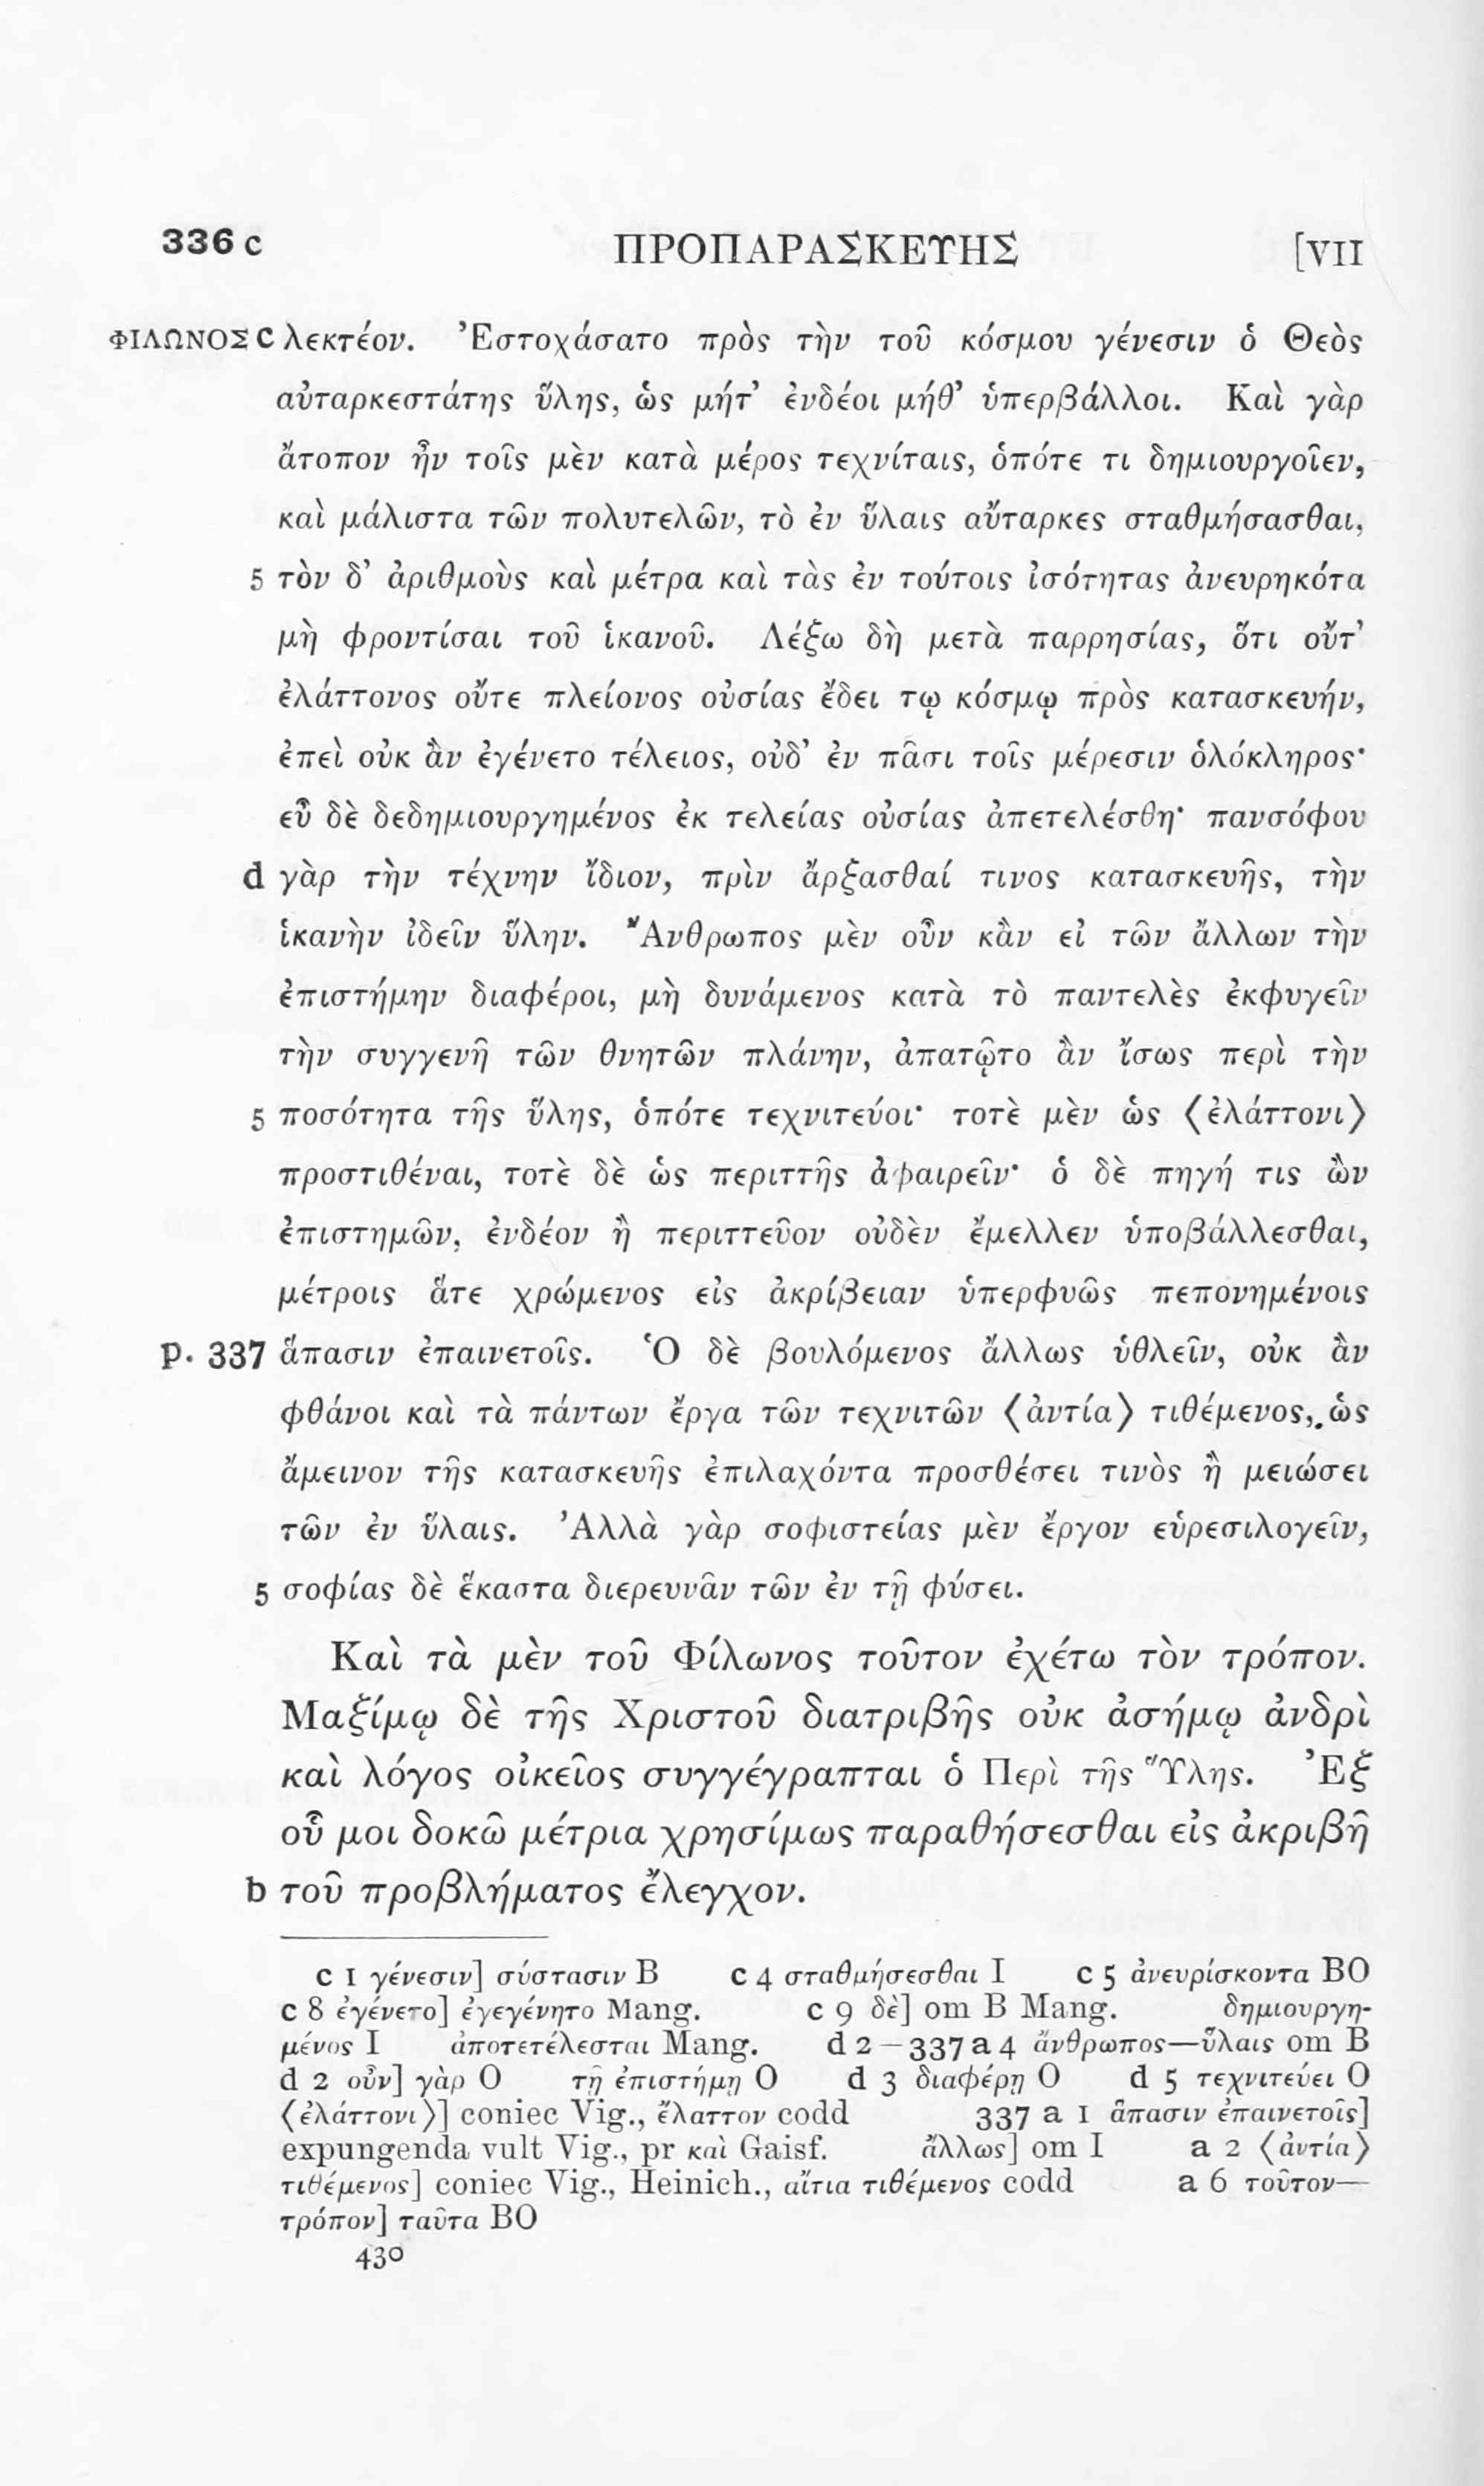 336 c ΠΡΟΠΑΡΑΣΚΕΥΗΣ [VII
ΦΙΛΩΝΟΣ c λεκτέον. Ἐστοχάσατο πρὸς τὴν τοῦ κόσμου γένεσιν ὁ Θεὸς
αὐταρκεστάτης ὕλης, ὡς μήτ’ ἐνδέοι μήθ’ ὑπερβάλλοι. Καὶ γὰρ
ἄτοπον ἦν τοῖς μὲν κατὰ μέρος τεχνίταις, ὁπότε τι δημιουργοῖεν,
καὶ μάλιστα τῶν πολυτελῶν, τὸ ἐν ὕλαις αὔταρκες σταθμήσασθαι,
5 τὸν δ’ ἀριθμοὺς καὶ μέτρα καὶ τὰς ἐν τούτοις ἰσότητας ἀνευρηκότα
μὴ φροντίσαι τοῦ ἱκανοῦ. Λέξω δὴ μετὰ παρρησίας, ὅτι οὔτ’
ἐλάττονος οὔτε πλείονος οὐσίας ἔδει τῳ κόσμῳ πρὸς κατασκευήν,
ἐπεὶ οὐκ ἂν ἐγένετο τέλειος, οὐδ’ ἐν πᾶσι τοῖς μέρεσιν ὁλόκληρος·
εὖ δὲ δεδημιουργημένος ἐκ τελείας οὐσίας ἀπετελέσθη· πανσόφου
d γὰρ τὴν τέχνην ἴδιον, πρὶν ἄρξασθαί τινος κατασκευῆς, τὴν
ἱκανὴν ἰδεῖν ὕλην. Ἄνθρωπος μὲν οὖν κἂν εἰ τῶν ἄλλων τὴν
ἐπιστήμην διαφέροι, μὴ δυνάμενος κατὰ τὸ παντελὲς ἐκφυγεῖν
τὴν συγγενῆ τῶν θνητῶν πλάνην, ἀπατῷτο ἂν ἴσως περὶ τὴν
5 ποσότητα τῆς ὕλης, ὁπότε τεχνιτεύοι· τοτὲ μὲν ὡς ⟨ἐλάττονι⟩
προστιθέναι, τοτὲ δὲ ὡς περιττῆς ἀφαιρεῖν· ὁ δὲ πηγή τις ὢν
ἐπιστημῶν, ἐνδέον ἢ περιττεῦον οὐδὲν ἔμελλεν ὑποβάλλεσθαι,
μέτροις ἅτε χρώμενος εἰς ἀκρίβειαν ὑπερφυῶς πεπονημένοις
p. 337 ἅπασιν ἐπαινετοῖς. Ὁ δὲ βουλόμενος ἄλλως ὑθλεῖν, οὐκ ἂν
φθάνοι καὶ τὰ πάντων ἔργα τῶν τεχνιτῶν ⟨ἀντία⟩ τιθέμενος, ὡς
ἄμεινον τῆς κατασκευῆς ἐπιλαχόντα προσθέσει τινὸς ἢ μειώσει
τῶν ἐν ὕλαις. Ἀλλὰ γὰρ σοφιστείας μὲν ἔργον εὑρεσιλογεῖν,
5 σοφίας δὲ ἕκαστα διερευνᾶν τῶν ἐν τῇ φύσει.
Καὶ τὰ μὲν τοῦ Φίλωνος τοῦτον ἐχέτω τὸν τρόπον.
Μαξίμῳ δὲ τῆς Χριστοῦ διατριβῆς οὐκ ἀσήμῳ ἀνδρὶ
καὶ λόγος οἰκεῖος συγγέγραπται ὁ Περὶ τῆς Ὕλης. Ἐξ
οὗ μοι δοκῶ μέτρια χρησίμως παραθήσεσθαι εἰς ἀκριβῆ
b τοῦ προβλήματος ἔλεγχον.
c 1 γένεσιν] σύστασιν B c 4 σταθμήσεσθαι I c 5 ἀνευρίσκοντα BO
c 8 ἐγένετο] ἐγεγένητο Mang. c 9 δὲ] om B Mang. δημιουργη-
μένος I ἀποτετέλεσται Mang. d 2–337 a 4 ἄνθρωπος—ὕλαις om B
d 2 οὖν] γὰρ O τῇ ἐπιστήμῃ O d 3 διαφέρῃ O d 5 τεχνιτεύει O
⟨ἐλάττονι⟩] coniec Vig., ἔλαττον codd 337 a 1 ἅπασιν ἐπαινετοῖς]
expungenda vult Vig., pr καὶ Gaisf. ἄλλως] om I a 2 ⟨ἀντία⟩
τιθέμενος] coniec Vig., Heinich., αἴτια τιθέμενος codd a 6 τοῦτον—
τρόπον] ταῦτα BO
430